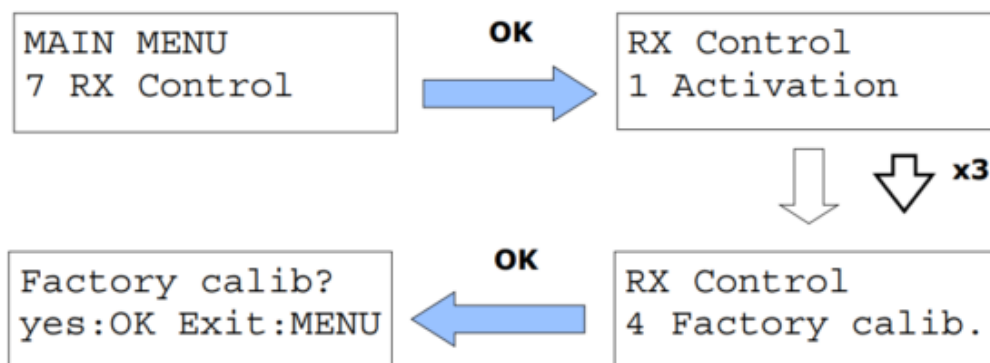 MAIN MENU
7 RX Control
OK
RX Control
1 Activation
x3
RX Control
4 Factory calib.
OK
Factory calib?
yes:OK Exit:MENU